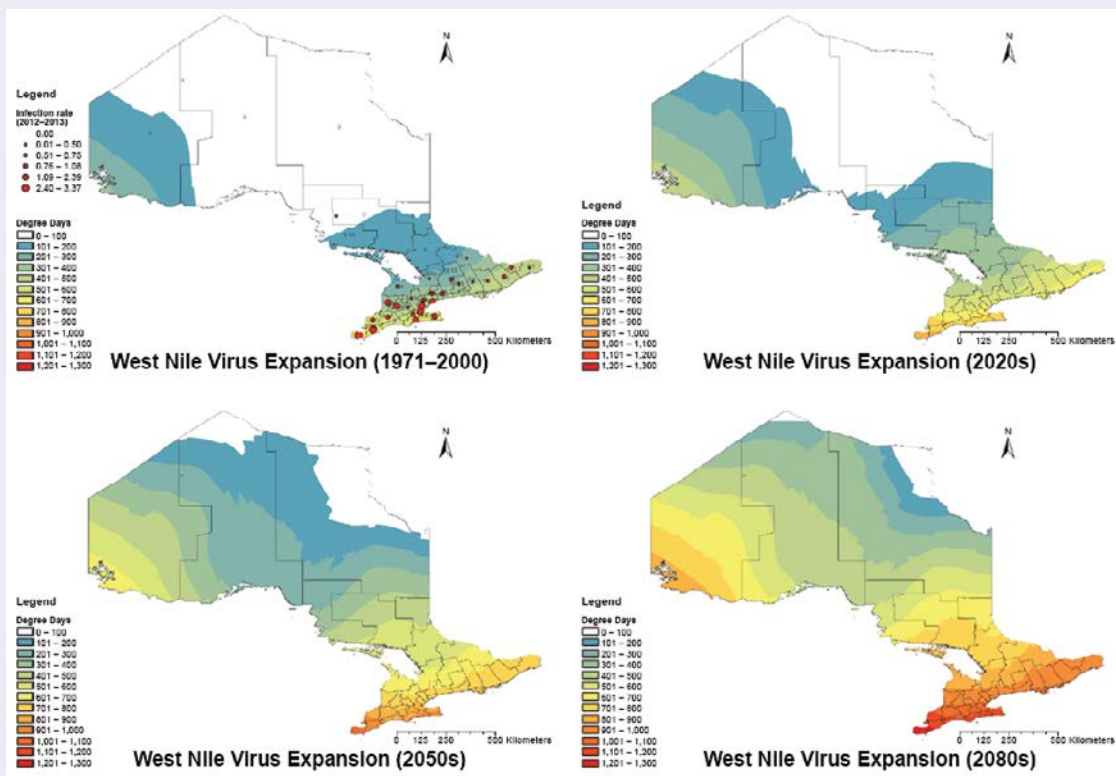 N
Legend
Infection rate
(2012–2013)
0.00
0.01 – 0.50
0.51 – 0.75
0.76 – 1.08
1.09 – 2.39
2.40 – 3.37
Degree Days
0 – 100
101 – 200
201 – 300
301 – 400
401 – 500
501 – 600
601 – 700
701 – 800
801 – 900
901 – 1,000
1,001 – 1,100
1,101 – 1,200
1,201 – 1,300
0 125 250 500 Kilometers
West Nile Virus Expansion (1971–2000)
N
Legend
Degree Days
0 – 100
101 – 200
201 – 300
301 – 400
401 – 500
501 – 600
601 – 700
701 – 800
801 – 900
901 – 1,000
1,001 – 1,100
1,101 – 1,200
1,201 – 1,300
0 125 250 500 Kilometers
West Nile Virus Expansion (2020s)
N
Legend
Degree Days
0 – 100
101 – 200
201 – 300
301 – 400
401 – 500
501 – 600
601 – 700
701 – 800
801 – 900
901 – 1,000
1,001 – 1,100
1,101 – 1,200
1,201 – 1,300
0 125 250 500 Kilometers
West Nile Virus Expansion (2050s)
N
Legend
Degree Days
0 – 100
101 – 200
201 – 300
301 – 400
401 – 500
501 – 600
601 – 700
701 – 800
801 – 900
901 – 1,000
1,001 – 1,100
1,101 – 1,200
1,201 – 1,300
0 125 250 500 Kilometers
West Nile Virus Expansion (2080s)